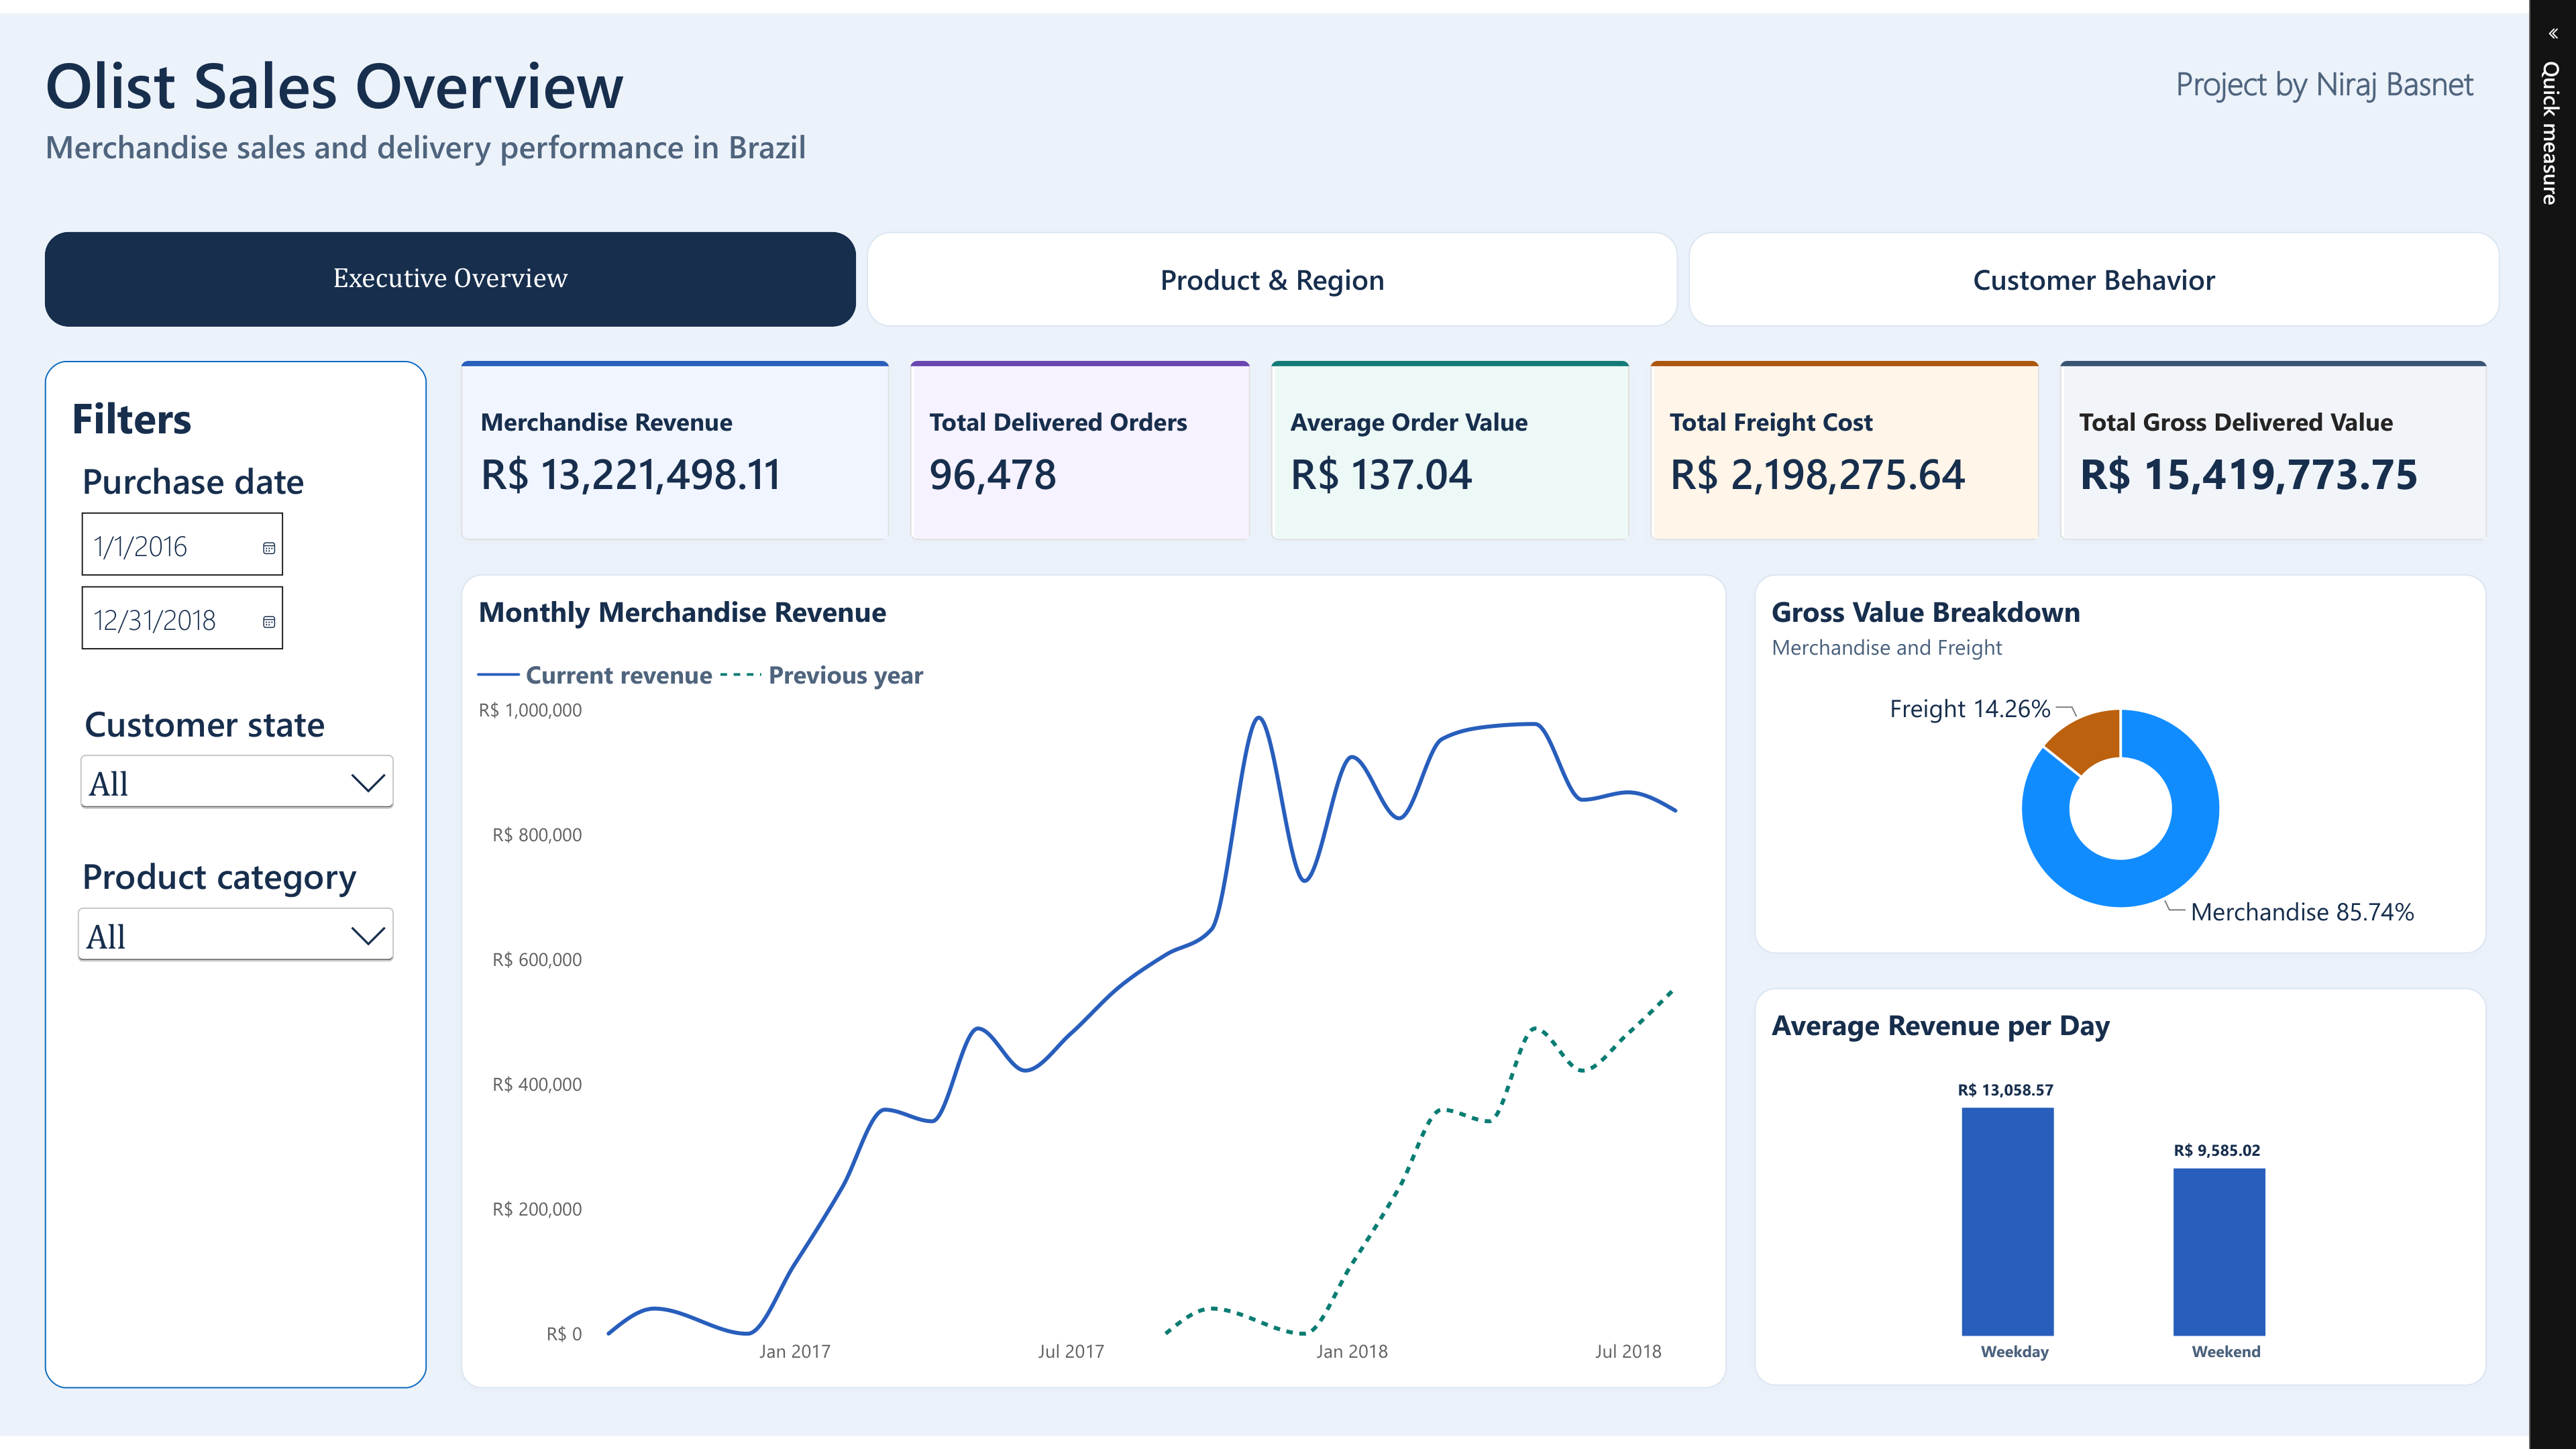 Olist Sales Overview
Project by Niraj Basnet
Merchandise sales and delivery performance in Brazil
«
Quick measure
Executive Overview
Product & Region
Customer Behavior
Filters
Purchase date
1/1/2016
12/31/2018
Customer state
All
Product category
All
Merchandise Revenue
R$ 13,221,498.11
Total Delivered Orders
96,478
Average Order Value
R$ 137.04
Total Freight Cost
R$ 2,198,275.64
Total Gross Delivered Value
R$ 15,419,773.75
Monthly Merchandise Revenue
Current revenue
Previous year
R$ 1,000,000
R$ 800,000
R$ 600,000
R$ 400,000
R$ 200,000
R$ 0
Jan 2017
Jul 2017
Jan 2018
Jul 2018
Gross Value Breakdown
Merchandise and Freight
Freight 14.26%
Merchandise 85.74%
Average Revenue per Day
R$ 13,058.57
R$ 9,585.02
Weekday
Weekend